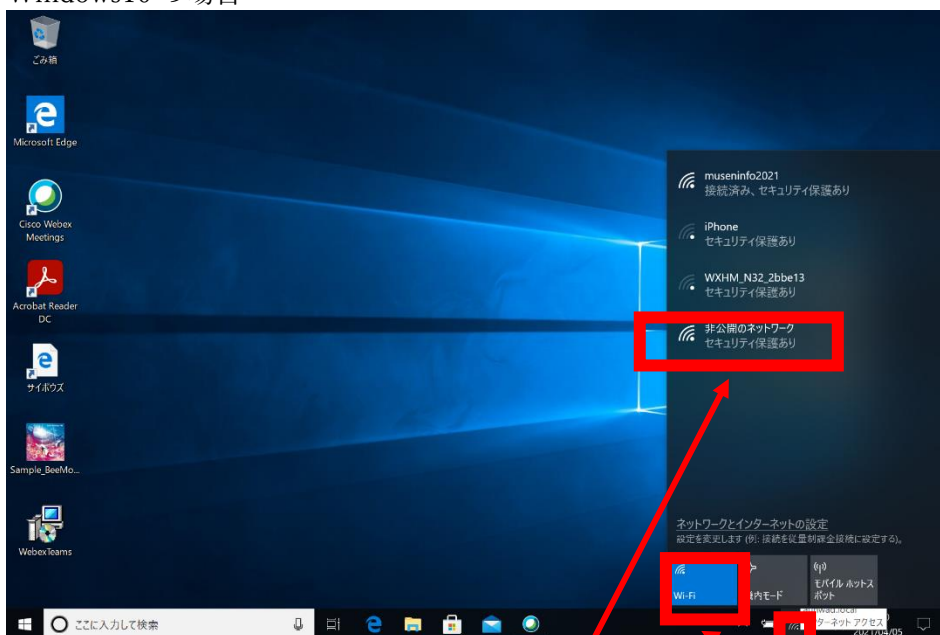 ごみ箱
Microsoft Edge
Cisco Webex
Meetings
Acrobat Reader
DC
サイボウズ
Sample_BeeMo...
WebexTeams
museninfo2021
接続済み、セキュリティ保護あり
iPhone
セキュリティ保護あり
WXHM_N32_2bbe13
セキュリティ保護あり
非公開のネットワーク
セキュリティ保護あり
ネットワークとインターネットの設定
設定を変更します (例: 接続を従量制課金接続に設定する)。
Wi-Fi
機内モード
モバイル ホットス
ポット
ここに入力して検索
ターネット アクセス
2021/04/05